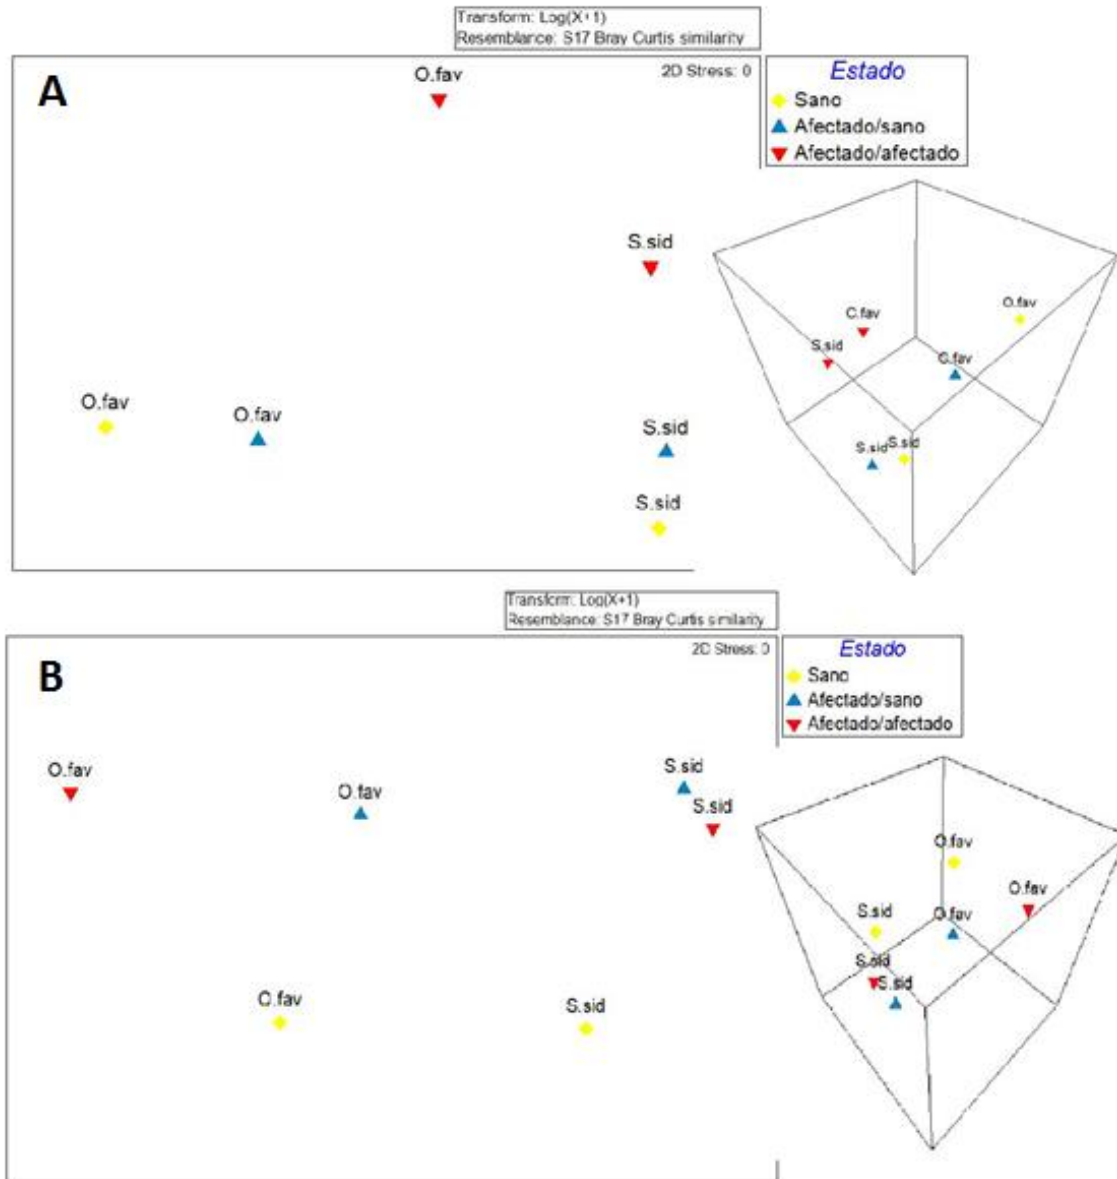 Transform: Log(X+1)
Resemblance: S17 Bray Curtis similarity
A
2D Stress: 0
Estado
Sano
Afectado/sano
Afectado/afectado
O.fav
S.sid
O.fav
O.fav
S.sid
S.sid
O.fav
C.fav
S.sid
C.fav
S.sid
S.sid
Transform: Log(X+1)
Resemblance: S17 Bray Curtis similarity
B
2D Stress: 0
Estado
Sano
Afectado/sano
Afectado/afectado
O.fav
O.fav
S.sid
S.sid
O.fav
S.sid
O.fav
O.fav
S.sid
O.fav
S.sid
S.sid